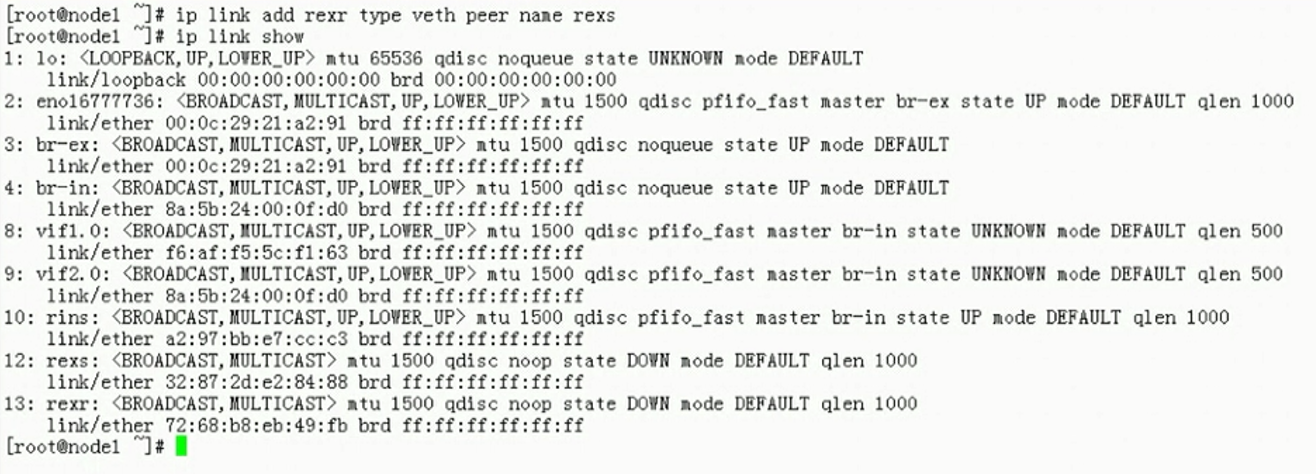 [root@node1 ~]# ip link add rexr type veth peer name rexs
[root@node1 ~]# ip link show
1: lo: <LOOPBACK,UP,LOWER_UP> mtu 65536 qdisc noqueue state UNKNOWN mode DEFAULT
    link/loopback 00:00:00:00:00:00 brd 00:00:00:00:00:00
2: eno16777736: <BROADCAST,MULTICAST,UP,LOWER_UP> mtu 1500 qdisc pfifo_fast master br-ex state UP mode DEFAULT qlen 1000
    link/ether 00:0c:29:21:a2:91 brd ff:ff:ff:ff:ff:ff
3: br-ex: <BROADCAST,MULTICAST,UP,LOWER_UP> mtu 1500 qdisc noqueue state UP mode DEFAULT
    link/ether 00:0c:29:21:a2:91 brd ff:ff:ff:ff:ff:ff
4: br-in: <BROADCAST,MULTICAST,UP,LOWER_UP> mtu 1500 qdisc noqueue state UP mode DEFAULT
    link/ether 8a:5b:24:00:0f:d0 brd ff:ff:ff:ff:ff:ff
8: vif1.0: <BROADCAST,MULTICAST,UP,LOWER_UP> mtu 1500 qdisc pfifo_fast master br-in state UNKNOWN mode DEFAULT qlen 500
    link/ether f6:af:f5:5c:f1:63 brd ff:ff:ff:ff:ff:ff
9: vif2.0: <BROADCAST,MULTICAST,UP,LOWER_UP> mtu 1500 qdisc pfifo_fast master br-in state UNKNOWN mode DEFAULT qlen 500
    link/ether 8a:5b:24:00:0f:d0 brd ff:ff:ff:ff:ff:ff
10: rins: <BROADCAST,MULTICAST,UP,LOWER_UP> mtu 1500 qdisc pfifo_fast master br-in state UP mode DEFAULT qlen 1000
    link/ether a2:97:bb:e7:cc:c3 brd ff:ff:ff:ff:ff:ff
12: rexs: <BROADCAST,MULTICAST> mtu 1500 qdisc noop state DOWN mode DEFAULT qlen 1000
    link/ether 32:87:2d:e2:84:88 brd ff:ff:ff:ff:ff:ff
13: rexr: <BROADCAST,MULTICAST> mtu 1500 qdisc noop state DOWN mode DEFAULT qlen 1000
    link/ether 72:68:b8:eb:49:fb brd ff:ff:ff:ff:ff:ff
[root@node1 ~]#